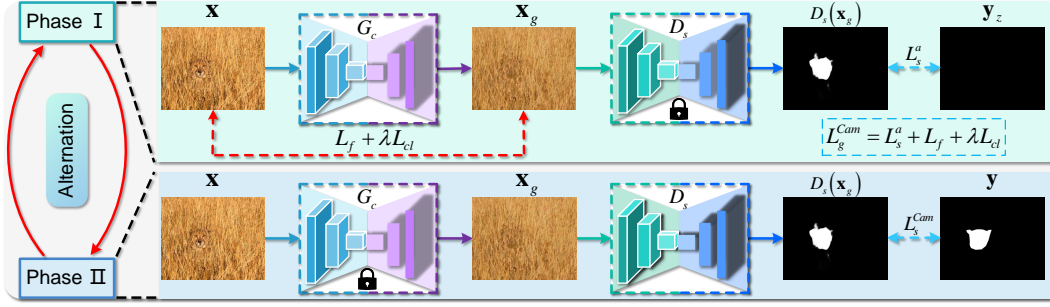 Phase Ⅰ
Alternation
Phase Ⅱ
x
G_c
x_g
D_s
D_s(x_g)
y_z
L_s^a
L_f + λL_cl
L_g^Cam = L_s^a + L_f + λL_cl
x
G_c
x_g
D_s
D_s(x_g)
y
L_s^Cam